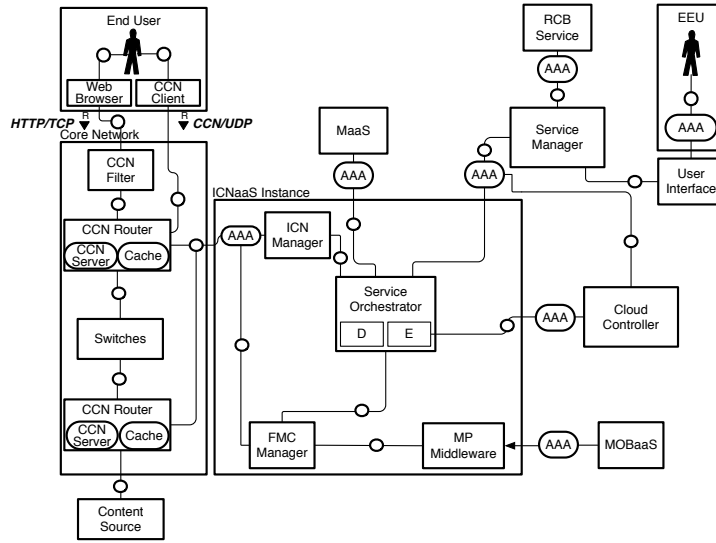 End User
Web
Browser
CCN
Client
R
HTTP/TCP
R
CCN/UDP
Core Network
CCN
Filter
CCN Router
CCN
Server
Cache
Switches
CCN Router
CCN
Server
Cache
Content
Source
RCB
Service
AAA
EEU
AAA
MaaS
AAA
Service
Manager
AAA
User
Interface
ICNaaS Instance
AAA
ICN
Manager
Service
Orchestrator
D
E
AAA
Cloud
Controller
FMC
Manager
MP
Middleware
AAA
MOBaaS